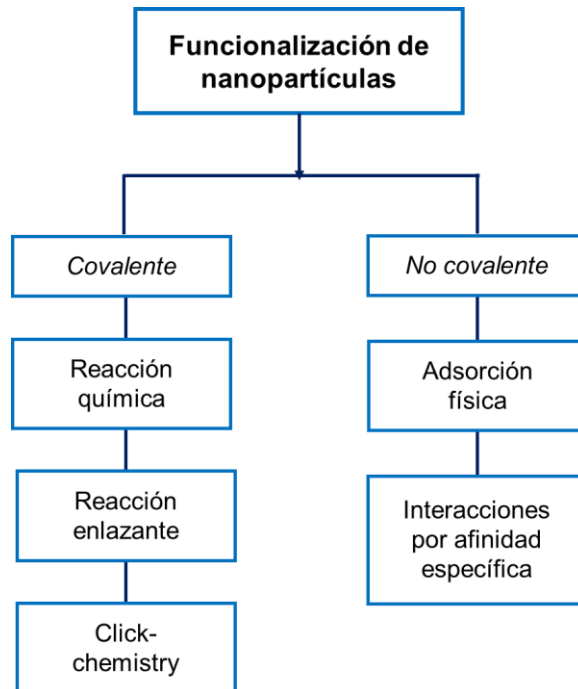 Funcionalización de
nanopartículas
Covalente
No covalente
Reacción
química
Adsorción
física
Reacción
enlazante
Interacciones
por afinidad
específica
Click-
chemistry